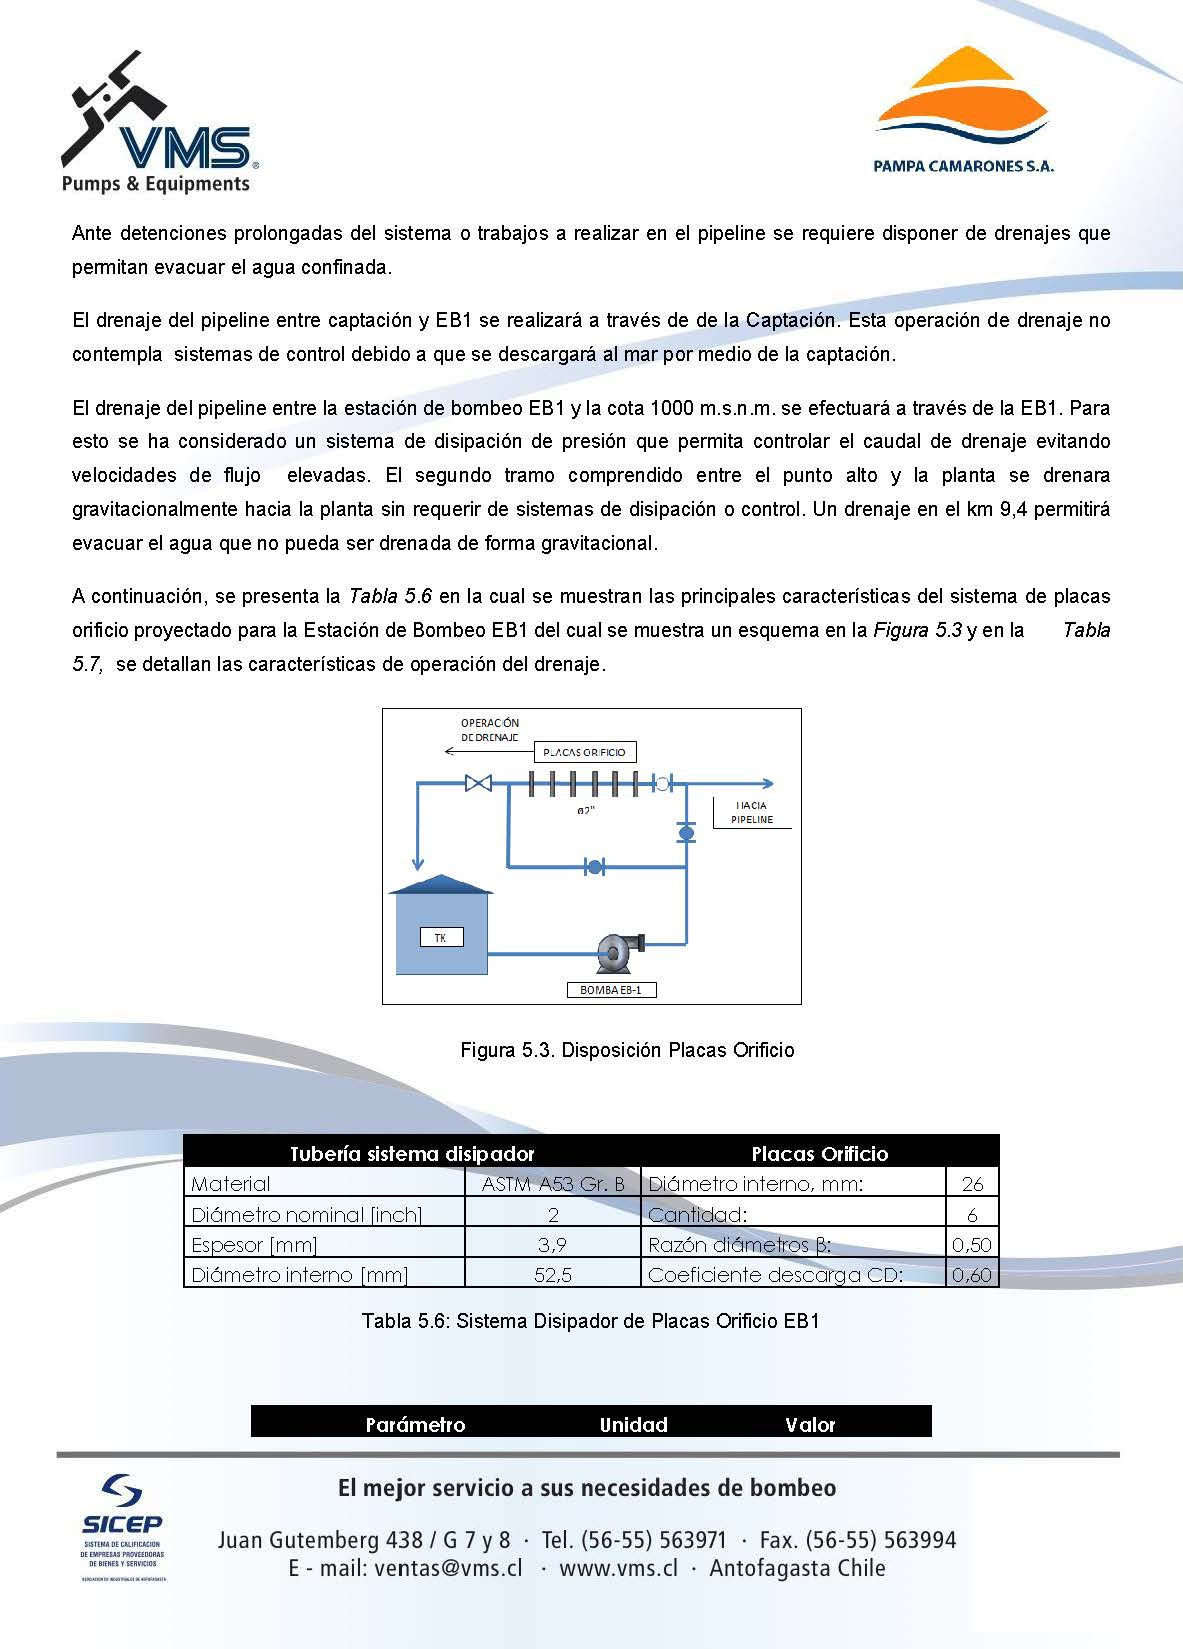 VMS®
Pumps & Equipments
PAMPA CAMARONES S.A.
Ante detenciones prolongadas del sistema o trabajos a realizar en el pipeline se requiere disponer de drenajes que
permitan evacuar el agua confinada.
El drenaje del pipeline entre captación y EB1 se realizará a través de de la Captación. Esta operación de drenaje no
contempla sistemas de control debido a que se descargará al mar por medio de la captación.
El drenaje del pipeline entre la estación de bombeo EB1 y la cota 1000 m.s.n.m. se efectuará a través de la EB1. Para
esto se ha considerado un sistema de disipación de presión que permita controlar el caudal de drenaje evitando
velocidades de flujo elevadas. El segundo tramo comprendido entre el punto alto y la planta se drenara
gravitacionalmente hacia la planta sin requerir de sistemas de disipación o control. Un drenaje en el km 9,4 permitirá
evacuar el agua que no pueda ser drenada de forma gravitacional.
A continuación, se presenta la Tabla 5.6 en la cual se muestran las principales características del sistema de placas
orificio proyectado para la Estación de Bombeo EB1 del cual se muestra un esquema en la Figura 5.3 y en la Tabla
5.7, se detallan las características de operación del drenaje.
OPERACIÓN
DE DRENAJE
PLACAS ORIFICIO
ø2"
HACIA
PIPELINE
TK
BOMBA EB-1
Figura 5.3. Disposición Placas Orificio
Tubería sistema disipador Placas Orificio
Material ASTM A53 Gr. B Diámetro interno, mm: 26
Diámetro nominal [inch] 2 Cantidad: 6
Espesor [mm] 3,9 Razón diámetros β: 0,50
Diámetro interno [mm] 52,5 Coeficiente descarga CD: 0,60
Tabla 5.6: Sistema Disipador de Placas Orificio EB1
Parámetro Unidad Valor
El mejor servicio a sus necesidades de bombeo
SICEP
SISTEMA DE CALIFICACION
DE EMPRESAS PROVEEDORAS
DE BIENES Y SERVICIOS
ASOCIACION DE INDUSTRIALES DE ANTOFAGASTA
Juan Gutemberg 438 / G 7 y 8 · Tel. (56-55) 563971 · Fax. (56-55) 563994
E - mail: ventas@vms.cl · www.vms.cl · Antofagasta Chile